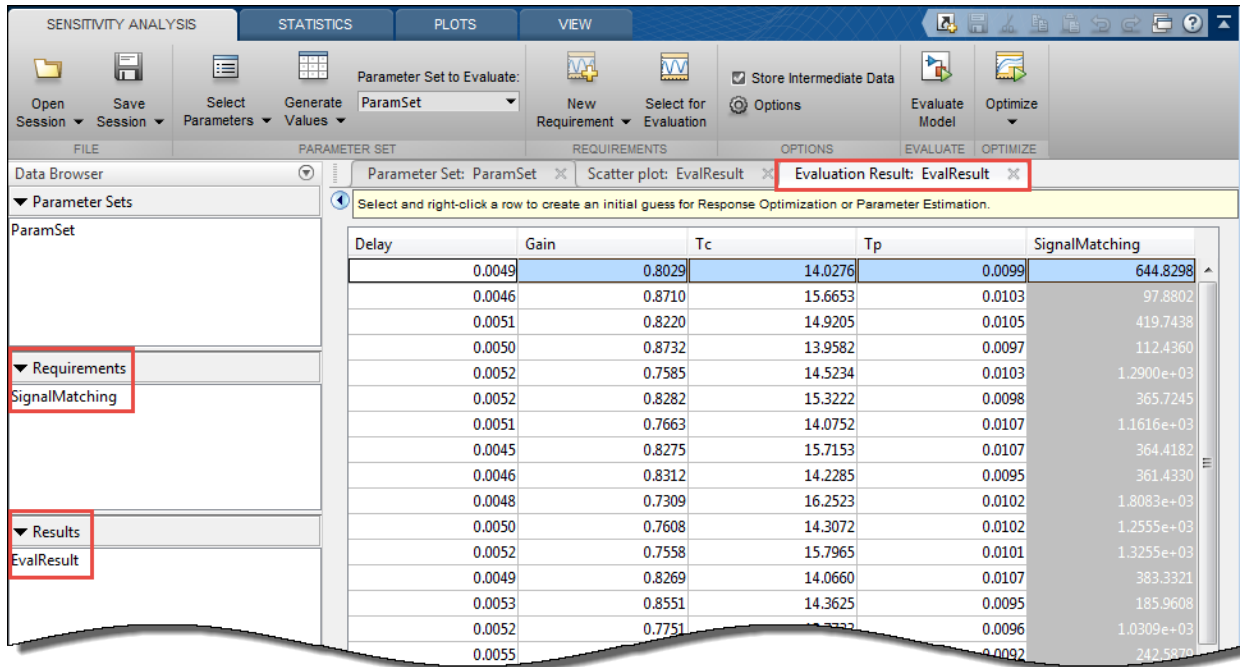 SENSITIVITY ANALYSIS STATISTICS PLOTS VIEW
Open Session Save Session Select Parameters Generate Values Parameter Set to Evaluate: ParamSet New Requirement Select for Evaluation Store Intermediate Data Options Evaluate Model Optimize
FILE PARAMETER SET REQUIREMENTS OPTIONS EVALUATE OPTIMIZE
Data Browser
Parameter Sets
ParamSet
Requirements
SignalMatching
Results
EvalResult
Parameter Set: ParamSet Scatter plot: EvalResult Evaluation Result: EvalResult
Select and right-click a row to create an initial guess for Response Optimization or Parameter Estimation.
Delay Gain Tc Tp SignalMatching
0.0049 0.8029 14.0276 0.0099 644.8298
0.0046 0.8710 15.6653 0.0103 97.8802
0.0051 0.8220 14.9205 0.0105 419.7438
0.0050 0.8732 13.9582 0.0097 112.4360
0.0052 0.7585 14.5234 0.0103 1.2900e+03
0.0052 0.8282 15.3222 0.0098 365.7245
0.0051 0.7663 14.0752 0.0107 1.1616e+03
0.0045 0.8275 15.7153 0.0107 364.4182
0.0046 0.8312 14.2285 0.0095 361.4330
0.0048 0.7309 16.2523 0.0102 1.8083e+03
0.0050 0.7608 14.3072 0.0102 1.2555e+03
0.0052 0.7558 15.7965 0.0101 1.3255e+03
0.0049 0.8269 14.0660 0.0107 383.3321
0.0053 0.8551 14.3625 0.0095 185.9608
0.0052 0.7751 0.0096 1.0309e+03
0.0055 0.0092 242.5879